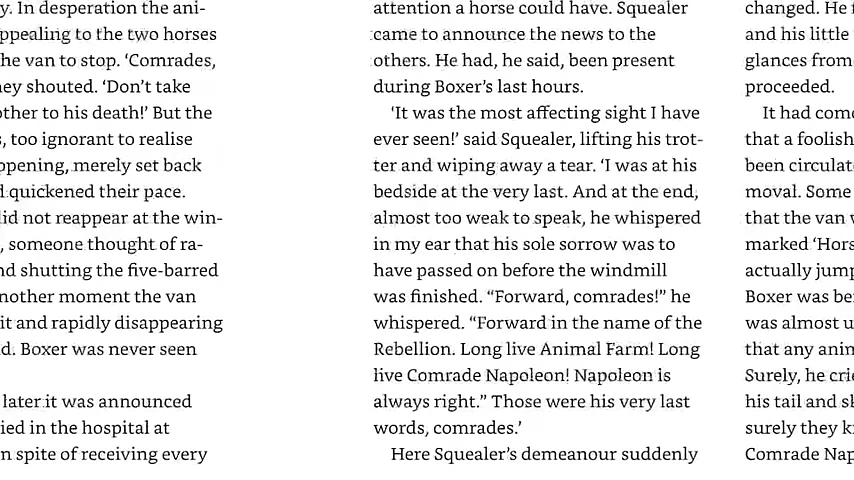 y. In desperation the ani-
ppealing to the two horses
he van to stop. ‘Comrades,
ey shouted. ‘Don’t take
other to his death!’ But the
s, too ignorant to realise
ppening, merely set back
d quickened their pace.
did not reappear at the win-
, someone thought of ra-
nd shutting the five-barred
nother moment the van
it and rapidly disappearing
d. Boxer was never seen
later it was announced
ied in the hospital at
n spite of receiving every
attention a horse could have. Squealer
came to announce the news to the
others. He had, he said, been present
during Boxer’s last hours.
‘It was the most affecting sight I have
ever seen!’ said Squealer, lifting his trot-
ter and wiping away a tear. ‘I was at his
bedside at the very last. And at the end,
almost too weak to speak, he whispered
in my ear that his sole sorrow was to
have passed on before the windmill
was finished. “Forward, comrades!” he
whispered. “Forward in the name of the
Rebellion. Long live Animal Farm! Long
live Comrade Napoleon! Napoleon is
always right.” Those were his very last
words, comrades.’
Here Squealer’s demeanour suddenly
changed. He f
and his little
glances from
proceeded.
It had come
that a foolish
been circulat
moval. Some
that the van w
marked ‘Hors
actually jump
Boxer was be
was almost u
that any anim
Surely, he crie
his tail and sk
surely they k
Comrade Nap